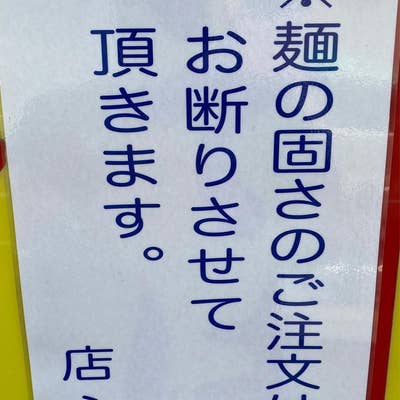 ※麺の固さのご注文は
お断りさせて
頂きます。
店